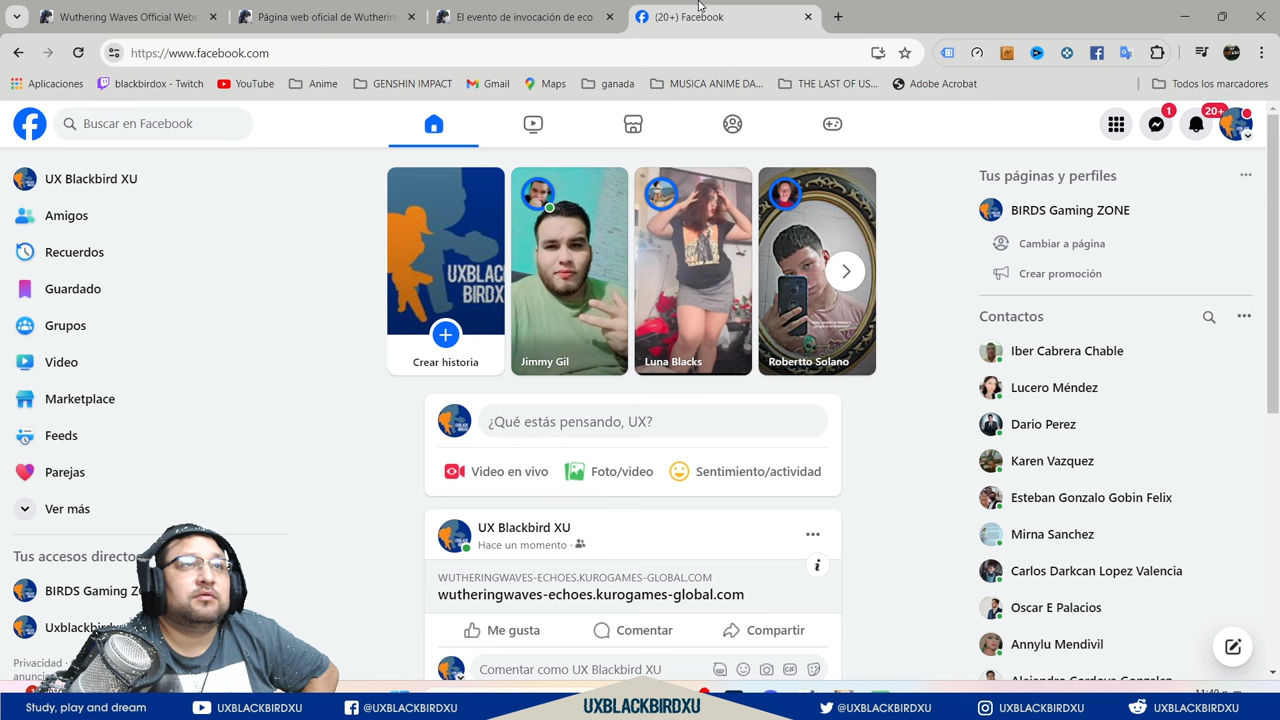 Wuthering Waves Official Webs
Página web oficial de Wutherin
El evento de invocación de eco
(20+) Facebook
https://www.facebook.com
Aplicaciones
blackbirdox - Twitch
YouTube
Anime
GENSHIN IMPACT
Gmail
Maps
ganada
MUSICA ANIME DA...
THE LAST OF US...
Adobe Acrobat
Todos los marcadores
Buscar en Facebook
1
20+
UX Blackbird XU
Amigos
Recuerdos
Guardado
Grupos
Video
Marketplace
Feeds
Parejas
Ver más
Tus accesos directo
BIRDS Gaming ZO
Uxblackbird
Privacidad
UXBLAC
BIRDX
Crear historia
Jimmy Gil
Luna Blacks
Robertto Solano
¿Qué estás pensando, UX?
Video en vivo
Foto/video
Sentimiento/actividad
UX Blackbird XU
Hace un momento ·
WUTHERINGWAVES-ECHOES.KUROGAMES-GLOBAL.COM
wutheringwaves-echoes.kurogames-global.com
Me gusta
Comentar
Compartir
Comentar como UX Blackbird XU
GIF
Tus páginas y perfiles
BIRDS Gaming ZONE
Cambiar a página
Crear promoción
Contactos
Iber Cabrera Chable
Lucero Méndez
Dario Perez
Karen Vazquez
Esteban Gonzalo Gobin Felix
Mirna Sanchez
Carlos Darkcan Lopez Valencia
Oscar E Palacios
Annylu Mendivil
Study, play and dream
UXBLACKBIRDXU
@UXBLACKBIRDXU
UXBLACKBIRDXU
@UXBLACKBIRDXU
UXBLACKBIRDXU
UXBLACKBIRDXU